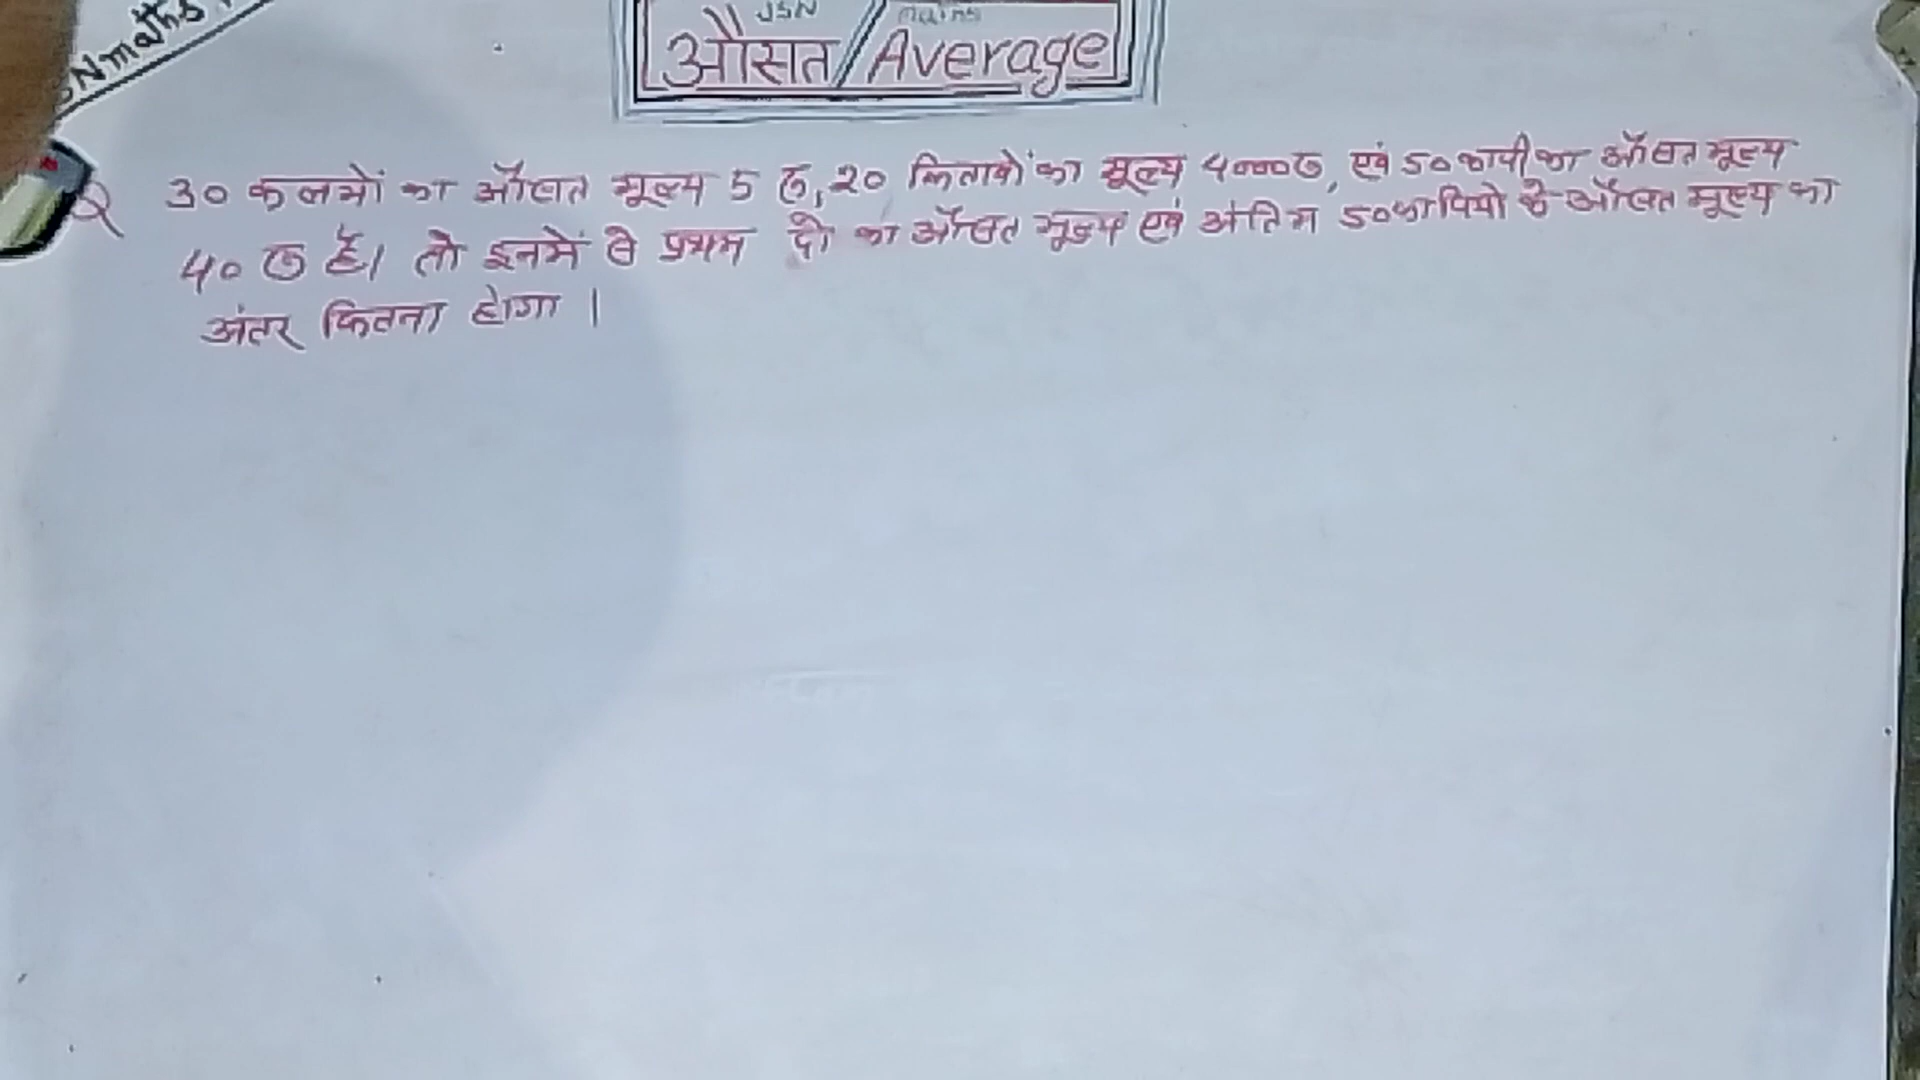 JSN Maths
Nmaths
औसत/Average
Q 30 कलमों का औसत मूल्य 5 रु, 20 किताबों का मूल्य 4000रु, एवं 50 कापी का औसत मूल्य
40 रु है। तो इनमें से प्रथम दो का औसत मूल्य एवं अंतिम 50 कापियो के औसत मूल्य का
अंतर कितना होगा।